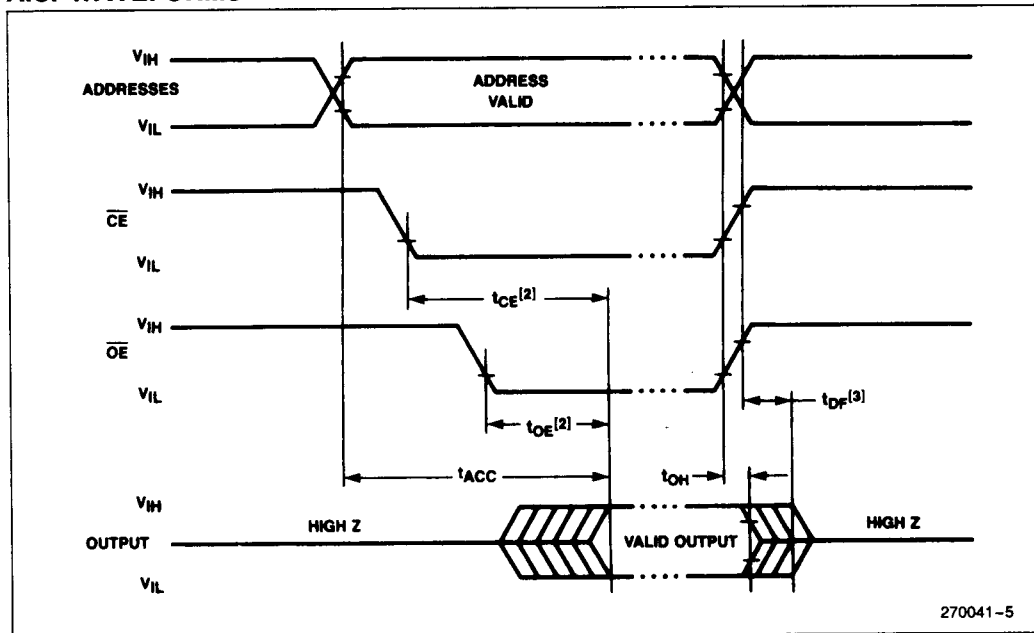 VIH
ADDRESSES
ADDRESS
VALID
VIL
VIH
CE
VIL
tCE[2]
VIH
OE
VIL
tOE[2]
tDF[3]
tACC
tOH
VIH
HIGH Z
VALID OUTPUT
HIGH Z
OUTPUT
VIL
270041-5